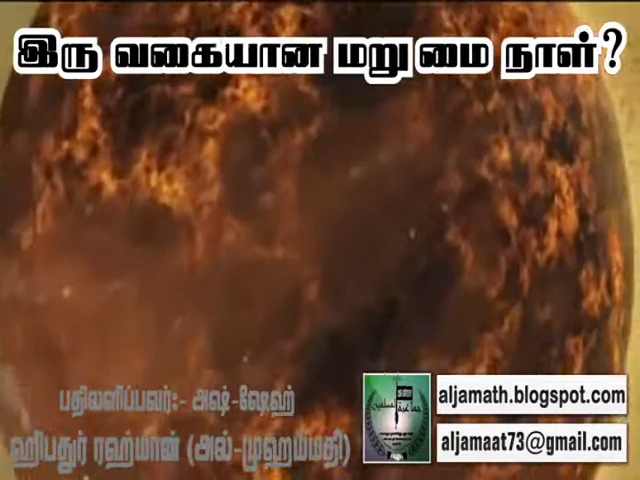 இரு வகையான மறுமை நாள்?
பதிலளிப்பவர்:- அஷ்-ஷேஹ்
ஹிபதுர் ரஹ்மான் (அல்-முஹம்மதி)
aljamath.blogspot.com
aljamaat73@gmail.com